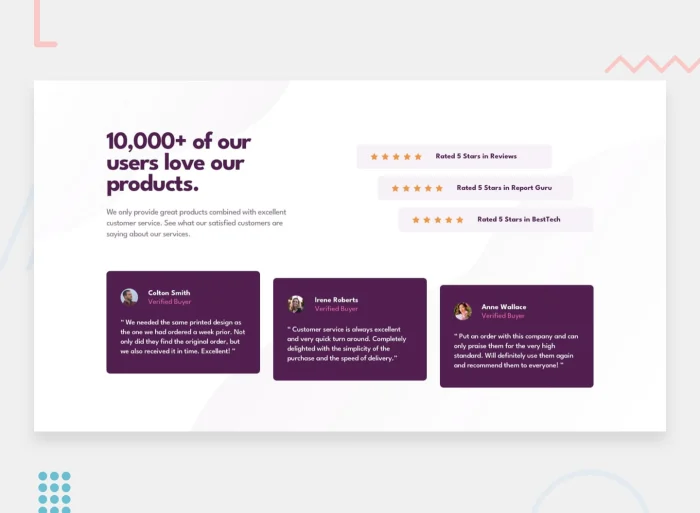 10,000+ of our
users love our
products.
We only provide great products combined with excellent
customer service. See what our satisfied customers are
saying about our services.
Rated 5 Stars in Reviews
Rated 5 Stars in Report Guru
Rated 5 Stars in BestTech
Colton Smith
Verified Buyer
“ We needed the same printed design as
the one we had ordered a week prior. Not
only did they find the original order, but
we also received it in time. Excellent! ”
Irene Roberts
Verified Buyer
“ Customer service is always excellent
and very quick turn around. Completely
delighted with the simplicity of the
purchase and the speed of delivery.”
Anne Wallace
Verified Buyer
“ Put an order with this company and can
only praise them for the very high
standard. Will definitely use them again
and recommend them to everyone! ”